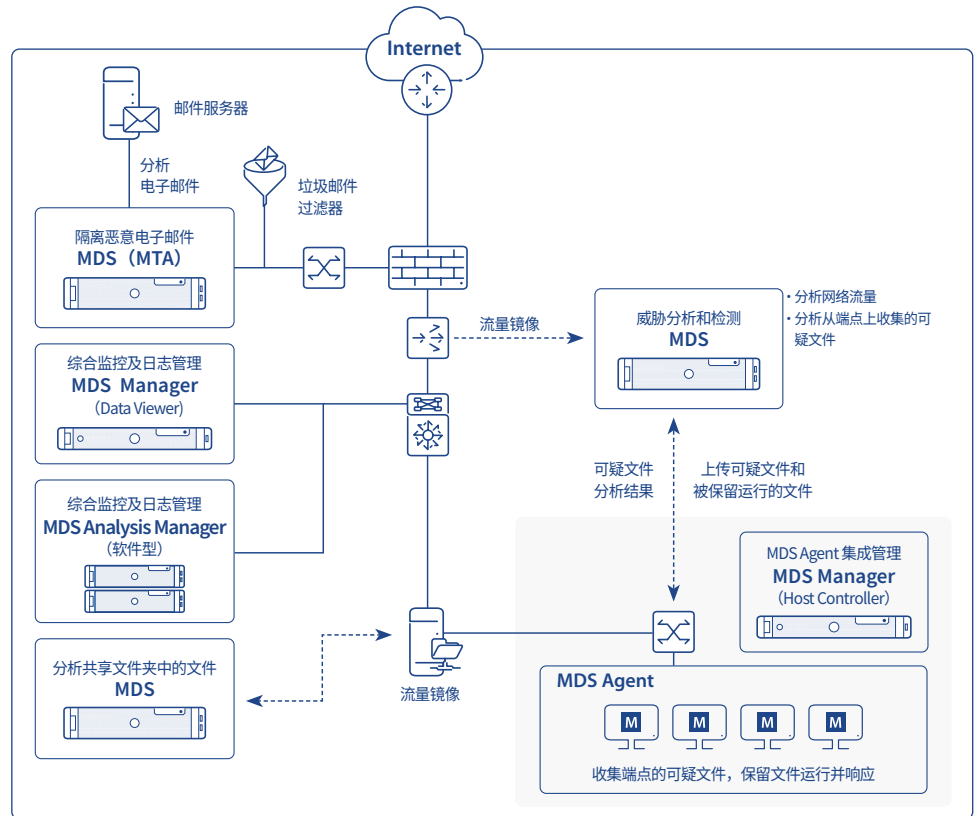 Internet
邮件服务器
分析
电子邮件
垃圾邮件
过滤器
隔离恶意电子邮件
MDS（MTA）
流量镜像
威胁分析和检测
MDS
・分析网络流量
・分析从端点上收集的可
疑文件
综合监控及日志管理
MDS Manager
（Data Viewer)
可疑文件
分析结果
上传可疑文件和
被保留运行的文件
综合监控及日志管理
MDS Analysis Manager
（软件型）
MDS Agent 集成管理
MDS Manager
（Host Controller）
分析共享文件夹中的文件
MDS
流量镜像
MDS Agent
M
M
M
M
收集端点的可疑文件，保留文件运行并响应